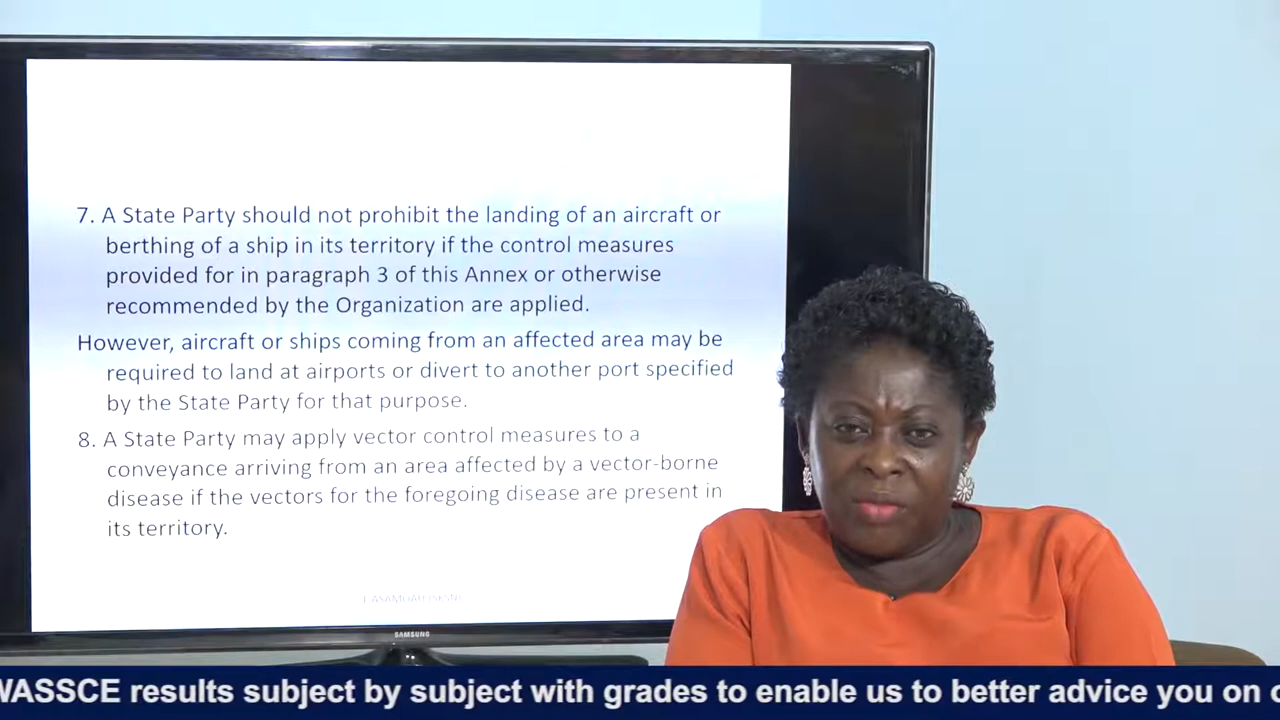 7. A State Party should not prohibit the landing of an aircraft or
berthing of a ship in its territory if the control measures
provided for in paragraph 3 of this Annex or otherwise
recommended by the Organization are applied.
However, aircraft or ships coming from an affected area may be
required to land at airports or divert to another port specified
by the State Party for that purpose.
8. A State Party may apply vector control measures to a
conveyance arriving from an area affected by a vector-borne
disease if the vectors for the foregoing disease are present in
its territory.
SAMSUNG
WASSCE results subject by subject with grades to enable us to better advice you on